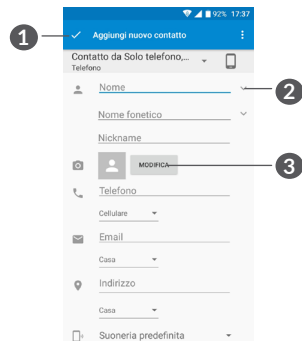 92% 17:37
1
Aggiungi nuovo contatto
Contatto da Solo telefono,...
Telefono
Nome
2
Nome fonetico
Nickname
MODIFICA
3
Telefono
Cellulare
Email
Casa
Indirizzo
Casa
Suoneria predefinita